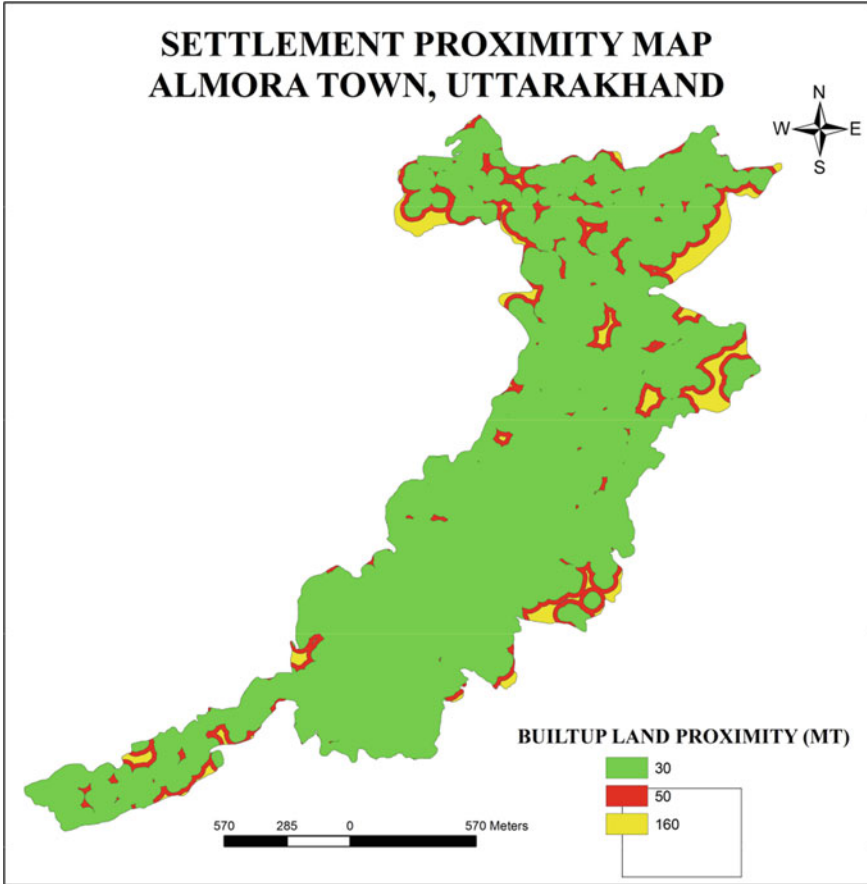 SETTLEMENT PROXIMITY MAP
ALMORA TOWN, UTTARAKHAND
N
W E
S
BUILTUP LAND PROXIMITY (MT)
30
50
160
570 285 0 570 Meters